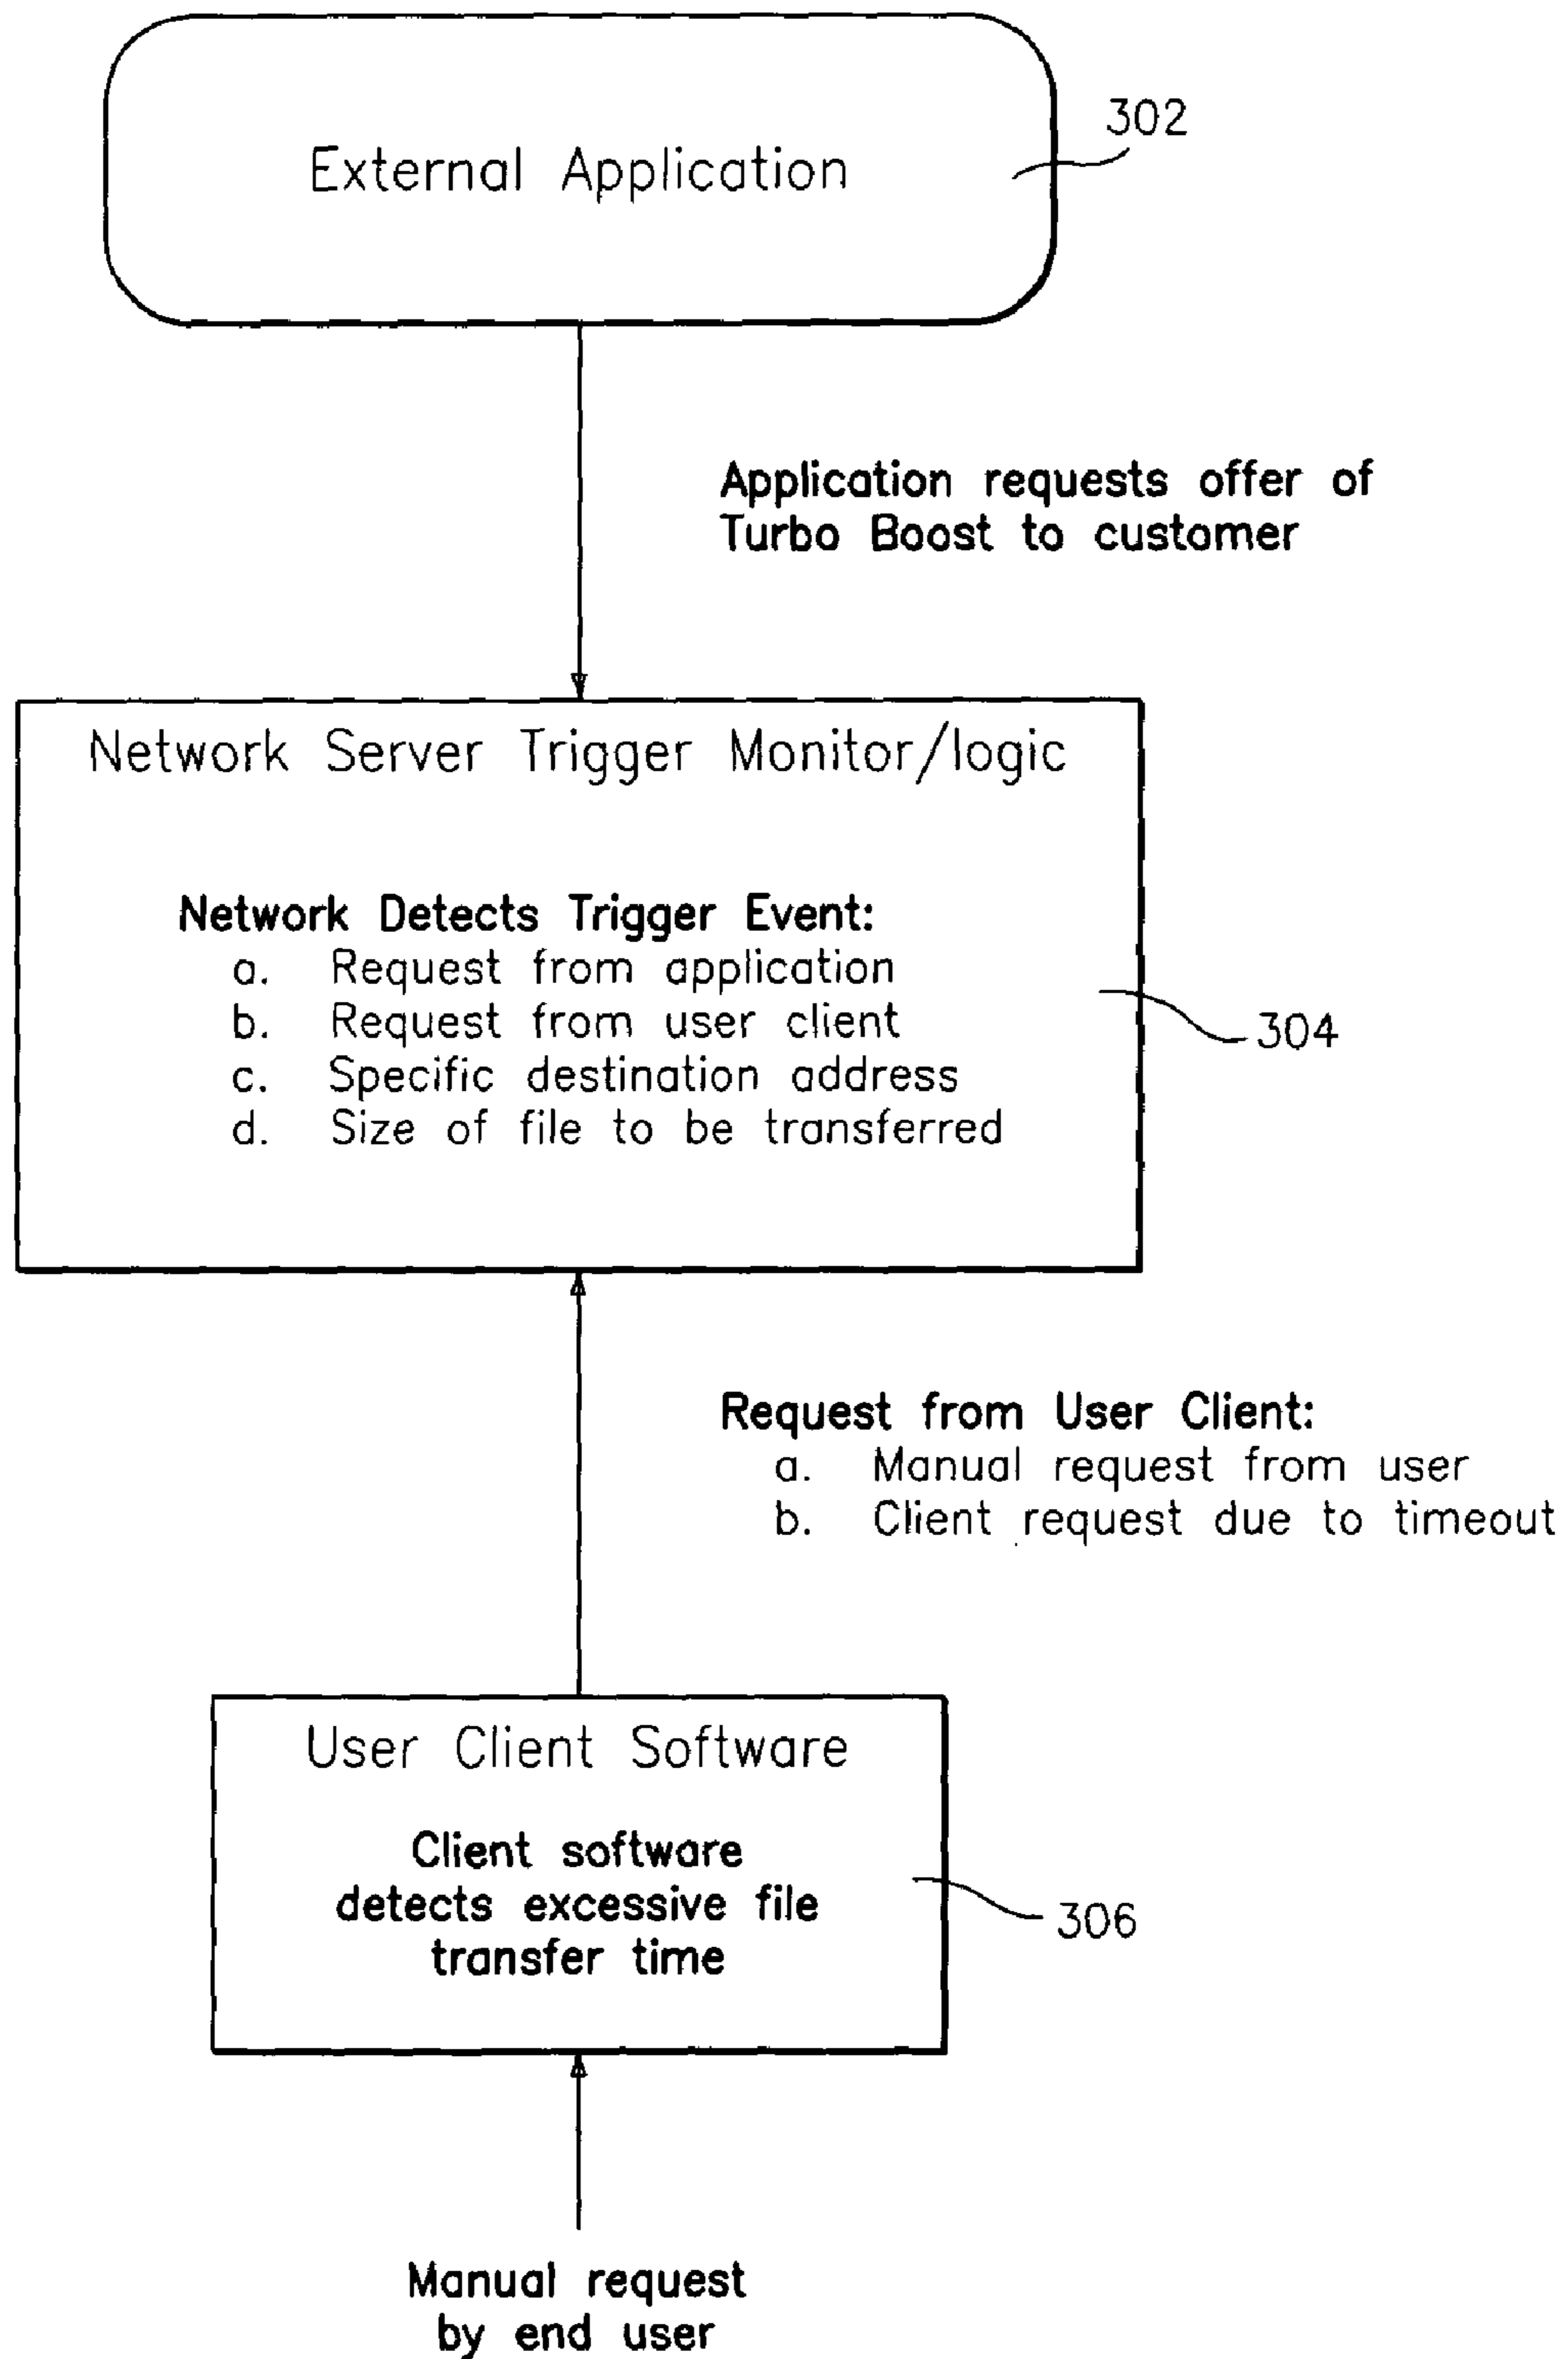 External Application
302
Application requests offer of
Turbo Boost to customer
Network Server Trigger Monitor/logic
Network Detects Trigger Event:
a. Request from application
b. Request from user client
c. Specific destination address
d. Size of file to be transferred
304
Request from User Client:
a. Manual request from user
b. Client request due to timeout
User Client Software
Client software
detects excessive file
transfer time
306
Manual request
by end user